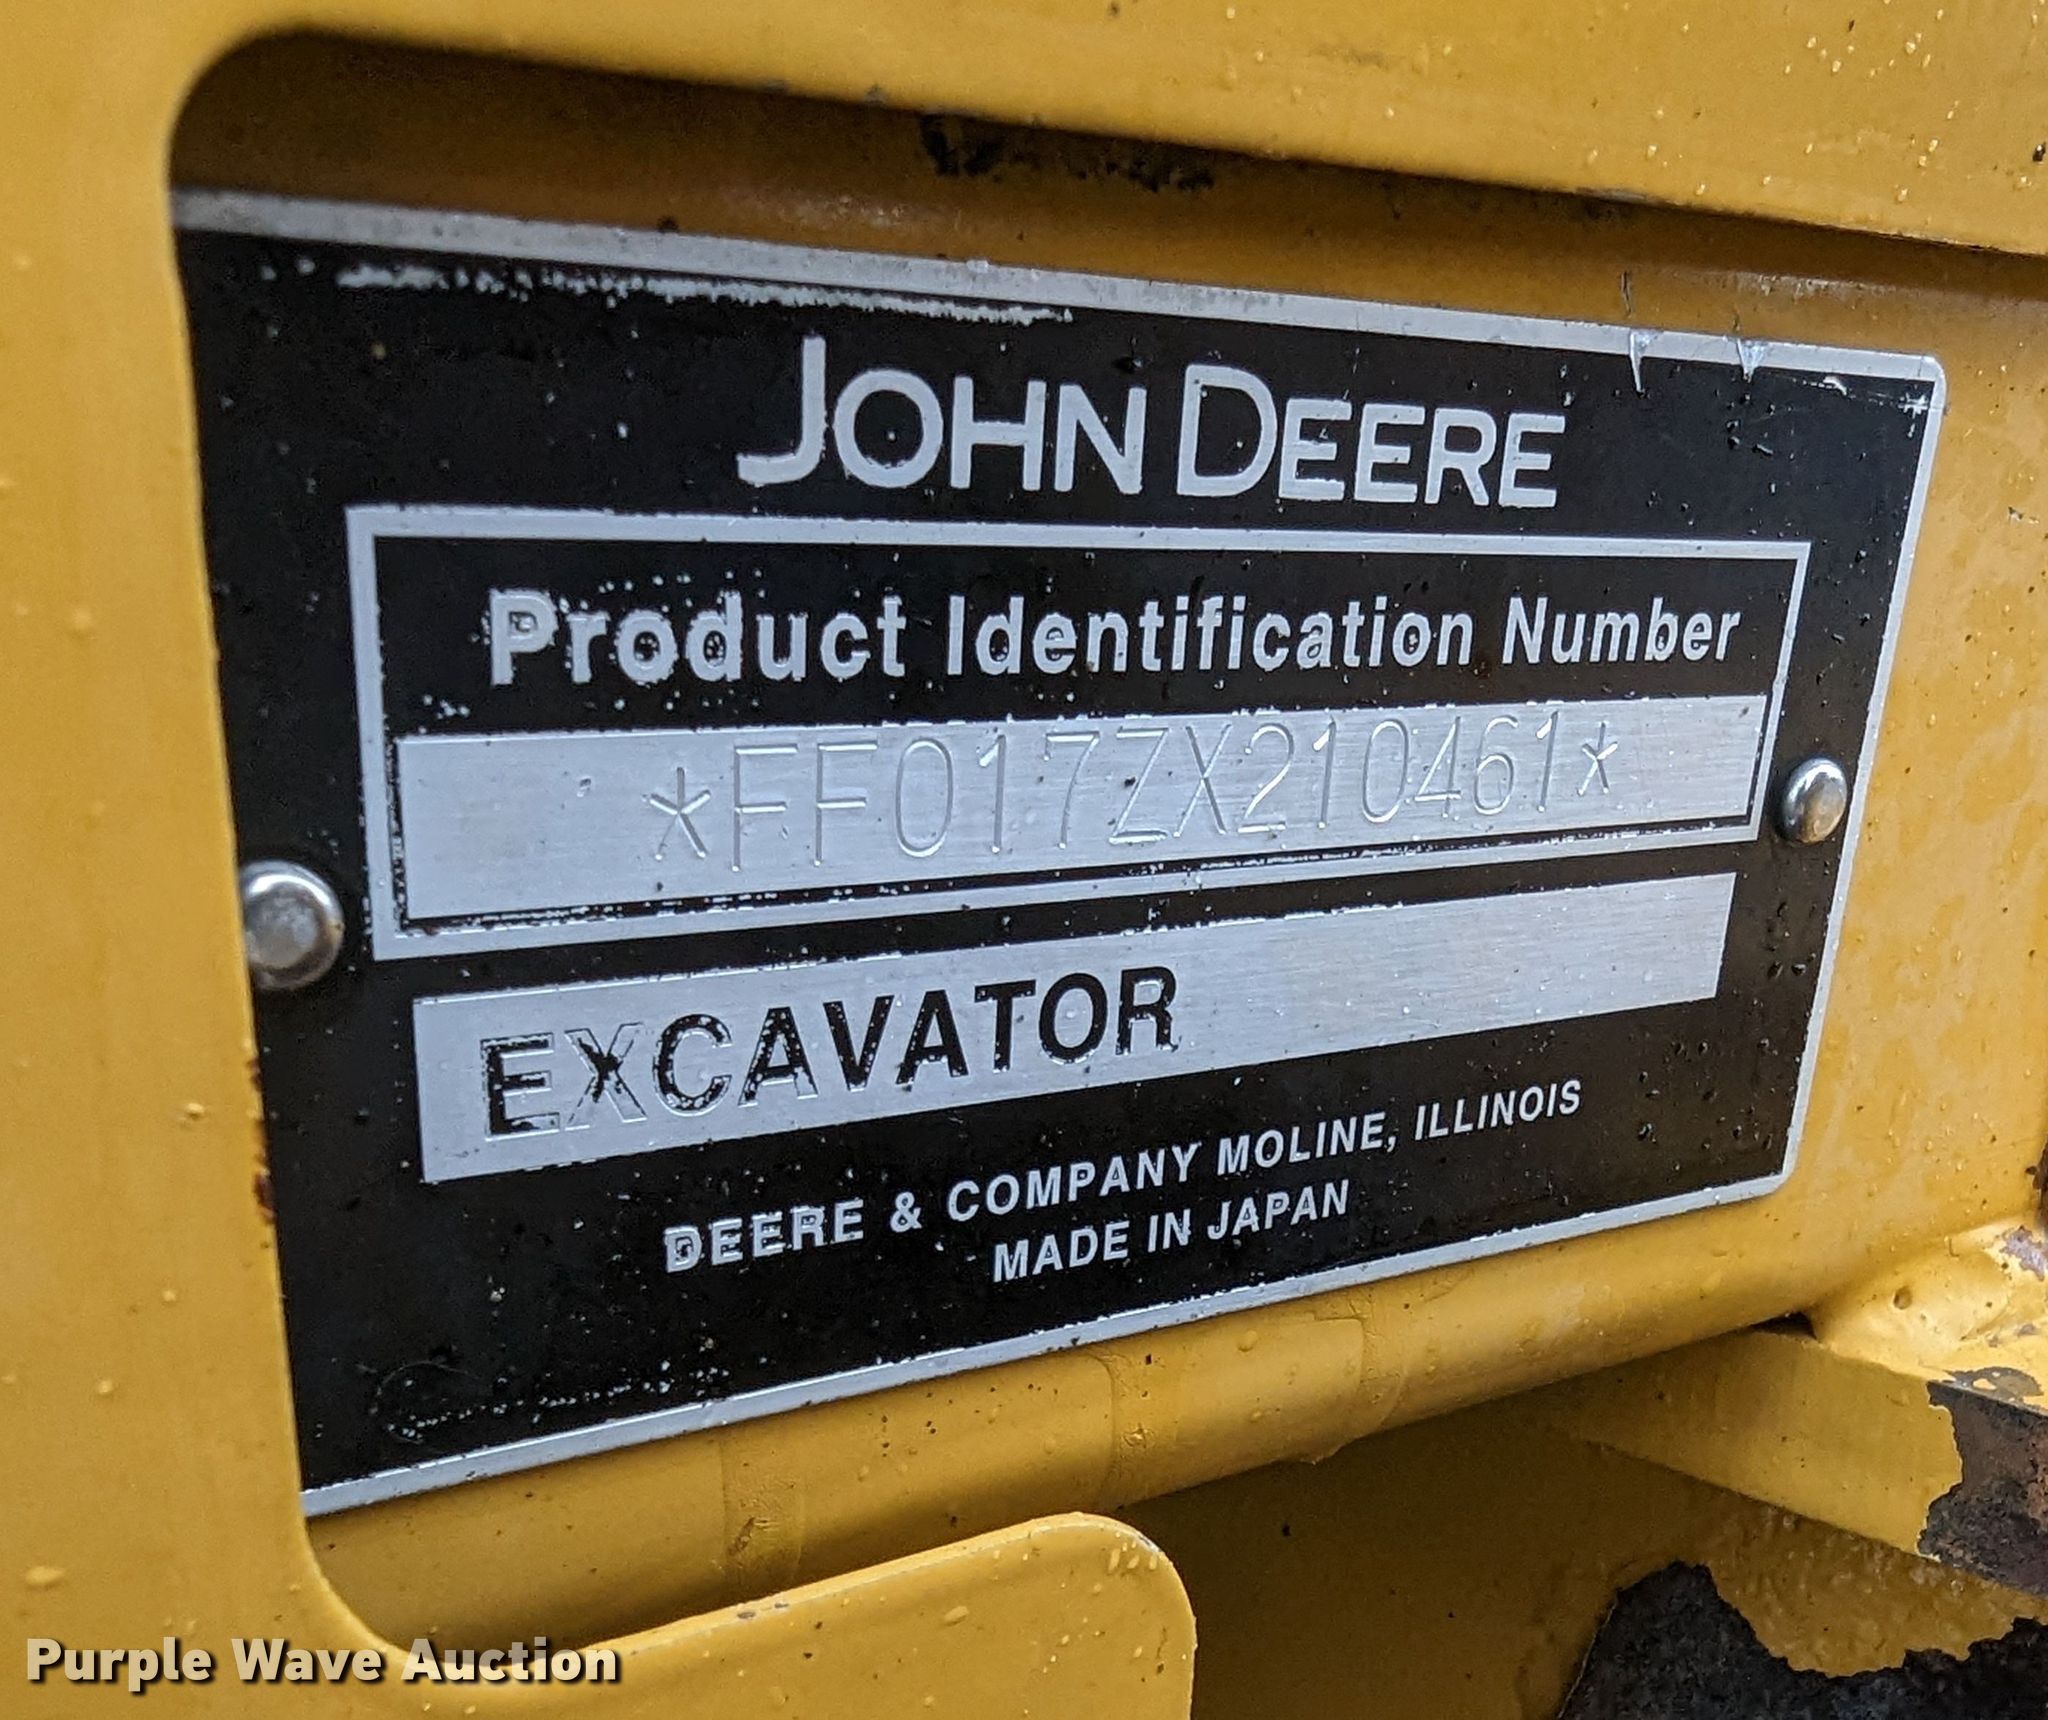 JOHN DEERE
Product Identification Number
*FF017ZX210461*
EXCAVATOR
DEERE & COMPANY MOLINE, ILLINOIS
MADE IN JAPAN
Purple Wave Auction